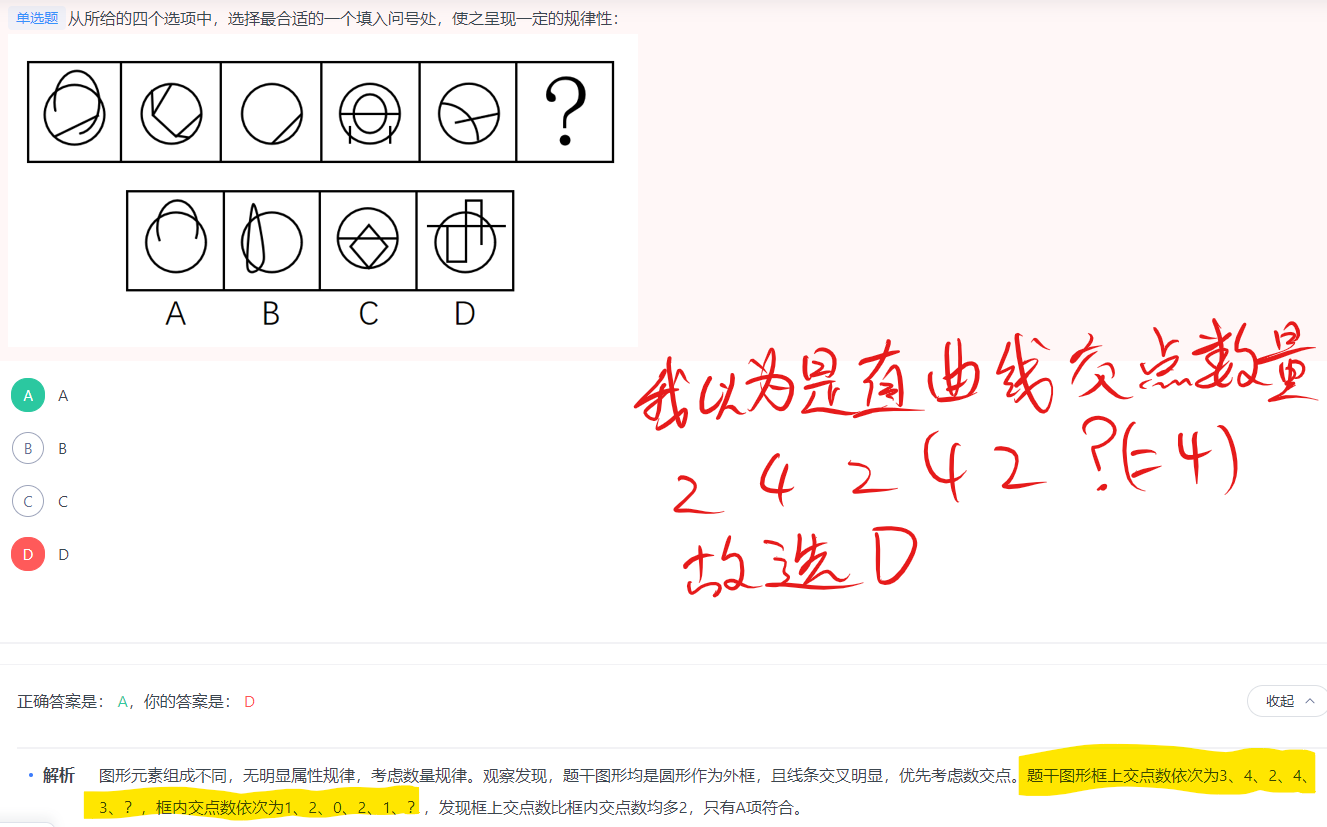 单选题 从所给的四个选项中，选择最合适的一个填入问号处，使之呈现一定的规律性：
?
A B C D
A A
B B
C C
D D
我以为是直曲线交点数量
2 4 2 (4 2 ?(=4)
故选D
正确答案是： A，你的答案是： D
收起
• 解析 图形元素组成不同，无明显属性规律，考虑数量规律。观察发现，题干图形均是圆形作为外框，且线条交叉明显，优先考虑数交点。题干图形框上交点数依次为3、4、2、4、
3、？，框内交点数依次为1、2、0、2、1、？，发现框上交点数比框内交点数均多2，只有A项符合。